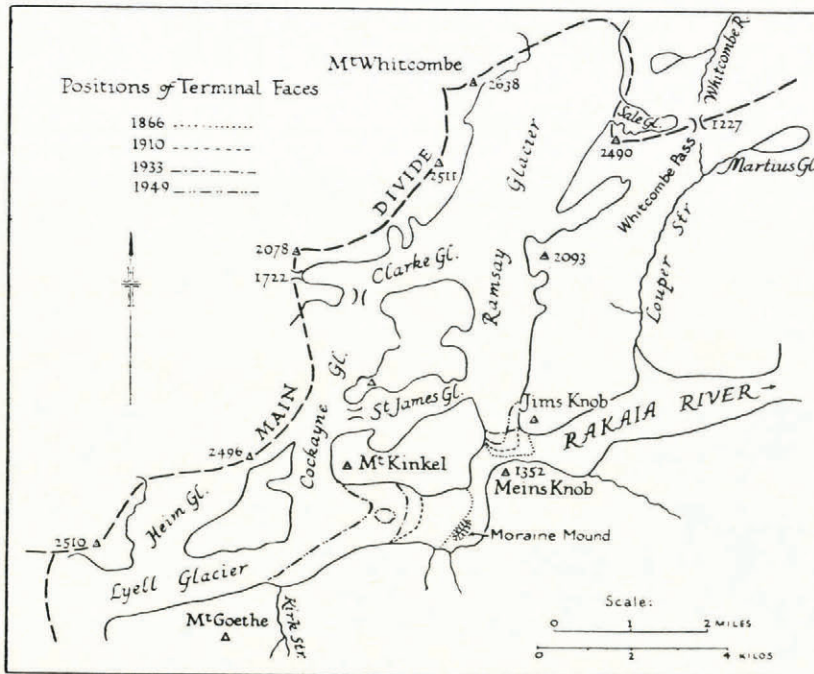 Positions of Terminal Faces
1866
1910
1933
1949
N
Mt Whitcombe
2638
Whitcombe R.
Sale Gl.
1227
2490
Whitcombe Pass
Martius Gl.
2511
DIVIDE
Glacier
2078
1722
Clarke Gl.
Ramsay
2093
Louper Str
MAIN
Cockayne Gl.
St James Gl.
Jims Knob
RAKAIA RIVER
2496
Mt Kinkel
1352
Meins Knob
Heim Gl.
Moraine Mound
2510
Lyell Glacier
Mt Goethe
Kirk Str
Scale:
0 1 2 MILES
0 2 4 KILOS